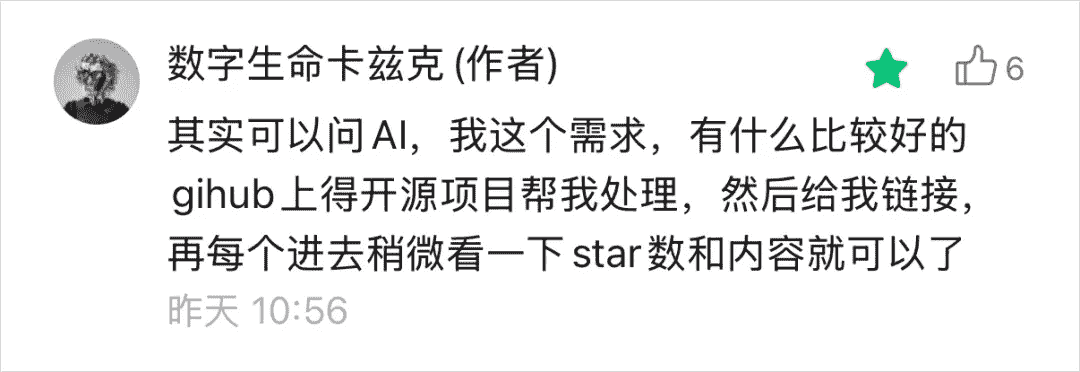 数字生命卡兹克(作者)
6
其实可以问AI，我这个需求，有什么比较好的
gihub上得开源项目帮我处理，然后给我链接，
再每个进去稍微看一下star数和内容就可以了
昨天 10:56